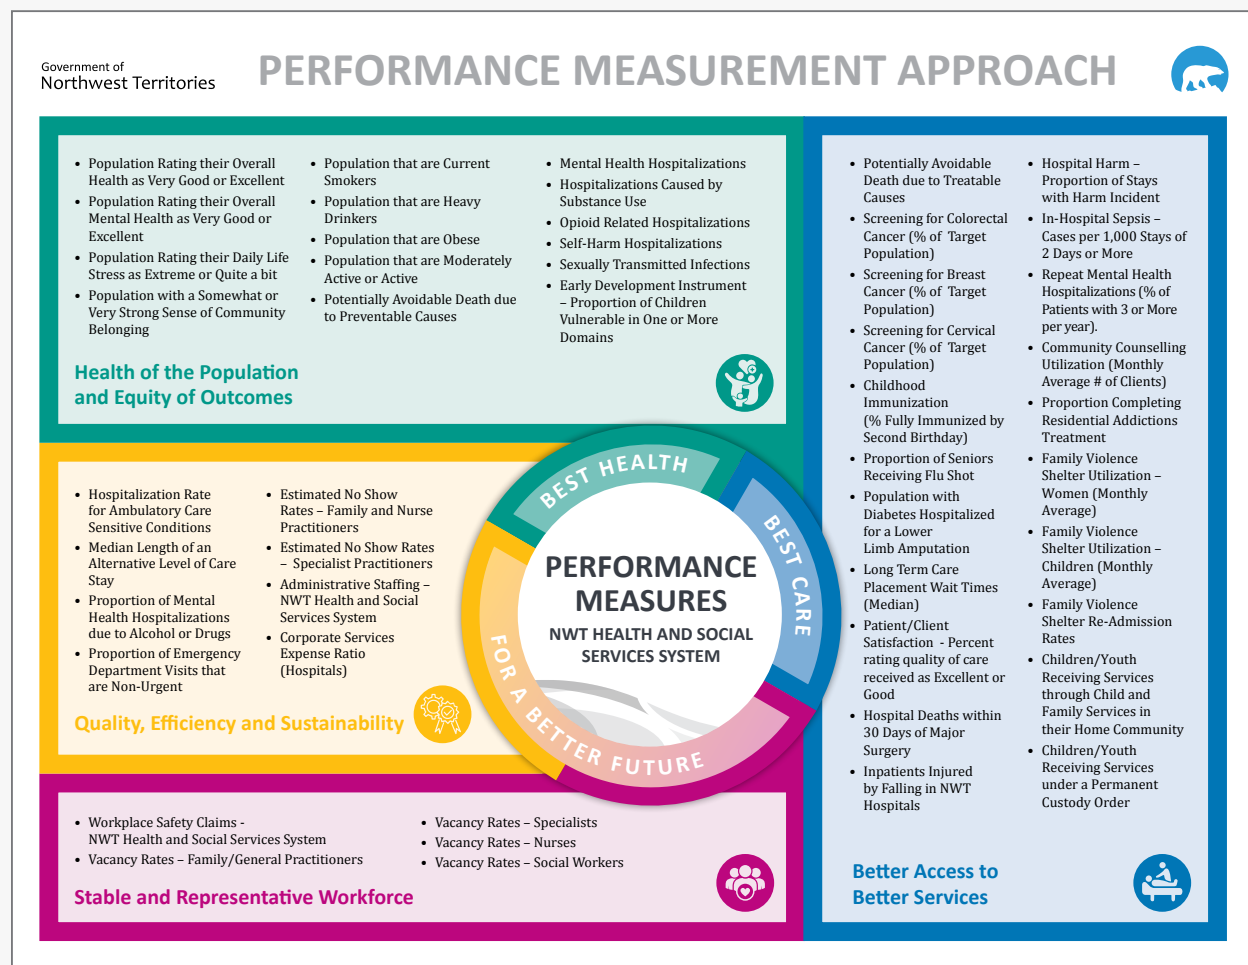 Government of
Northwest Territories
PERFORMANCE MEASUREMENT APPROACH
• Population Rating their Overall
Health as Very Good or Excellent
• Population Rating their Overall
Mental Health as Very Good or
Excellent
• Population Rating their Daily Life
Stress as Extreme or Quite a bit
• Population with a Somewhat or
Very Strong Sense of Community
Belonging
• Population that are Current
Smokers
• Population that are Heavy
Drinkers
• Population that are Obese
• Population that are Moderately
Active or Active
• Potentially Avoidable Death due
to Preventable Causes
• Mental Health Hospitalizations
• Hospitalizations Caused by
Substance Use
• Opioid Related Hospitalizations
• Self-Harm Hospitalizations
• Sexually Transmitted Infections
• Early Development Instrument
– Proportion of Children
Vulnerable in One or More
Domains
Health of the Population
and Equity of Outcomes
• Hospitalization Rate
for Ambulatory Care
Sensitive Conditions
• Median Length of an
Alternative Level of Care
Stay
• Proportion of Mental
Health Hospitalizations
due to Alcohol or Drugs
• Proportion of Emergency
Department Visits that
are Non-Urgent
• Estimated No Show
Rates – Family and Nurse
Practitioners
• Estimated No Show Rates
– Specialist Practitioners
• Administrative Staffing –
NWT Health and Social
Services System
• Corporate Services
Expense Ratio
(Hospitals)
Quality, Efficiency and Sustainability
BEST HEALTH
BEST CARE
FOR A BETTER FUTURE
PERFORMANCE
MEASURES
NWT HEALTH AND SOCIAL
SERVICES SYSTEM
• Workplace Safety Claims -
NWT Health and Social Services System
• Vacancy Rates – Family/General Practitioners
• Vacancy Rates – Specialists
• Vacancy Rates – Nurses
• Vacancy Rates – Social Workers
Stable and Representative Workforce
• Potentially Avoidable
Death due to Treatable
Causes
• Screening for Colorectal
Cancer (% of Target
Population)
• Screening for Breast
Cancer (% of Target
Population)
• Screening for Cervical
Cancer (% of Target
Population)
• Childhood
Immunization
(% Fully Immunized by
Second Birthday)
• Proportion of Seniors
Receiving Flu Shot
• Population with
Diabetes Hospitalized
for a Lower
Limb Amputation
• Long Term Care
Placement Wait Times
(Median)
• Patient/Client
Satisfaction - Percent
rating quality of care
received as Excellent or
Good
• Hospital Deaths within
30 Days of Major
Surgery
• Inpatients Injured
by Falling in NWT
Hospitals
• Hospital Harm –
Proportion of Stays
with Harm Incident
• In-Hospital Sepsis –
Cases per 1,000 Stays of
2 Days or More
• Repeat Mental Health
Hospitalizations (% of
Patients with 3 or More
per year).
• Community Counselling
Utilization (Monthly
Average # of Clients)
• Proportion Completing
Residential Addictions
Treatment
• Family Violence
Shelter Utilization –
Women (Monthly
Average)
• Family Violence
Shelter Utilization –
Children (Monthly
Average)
• Family Violence
Shelter Re-Admission
Rates
• Children/Youth
Receiving Services
through Child and
Family Services in
their Home Community
• Children/Youth
Receiving Services
under a Permanent
Custody Order
Better Access to
Better Services